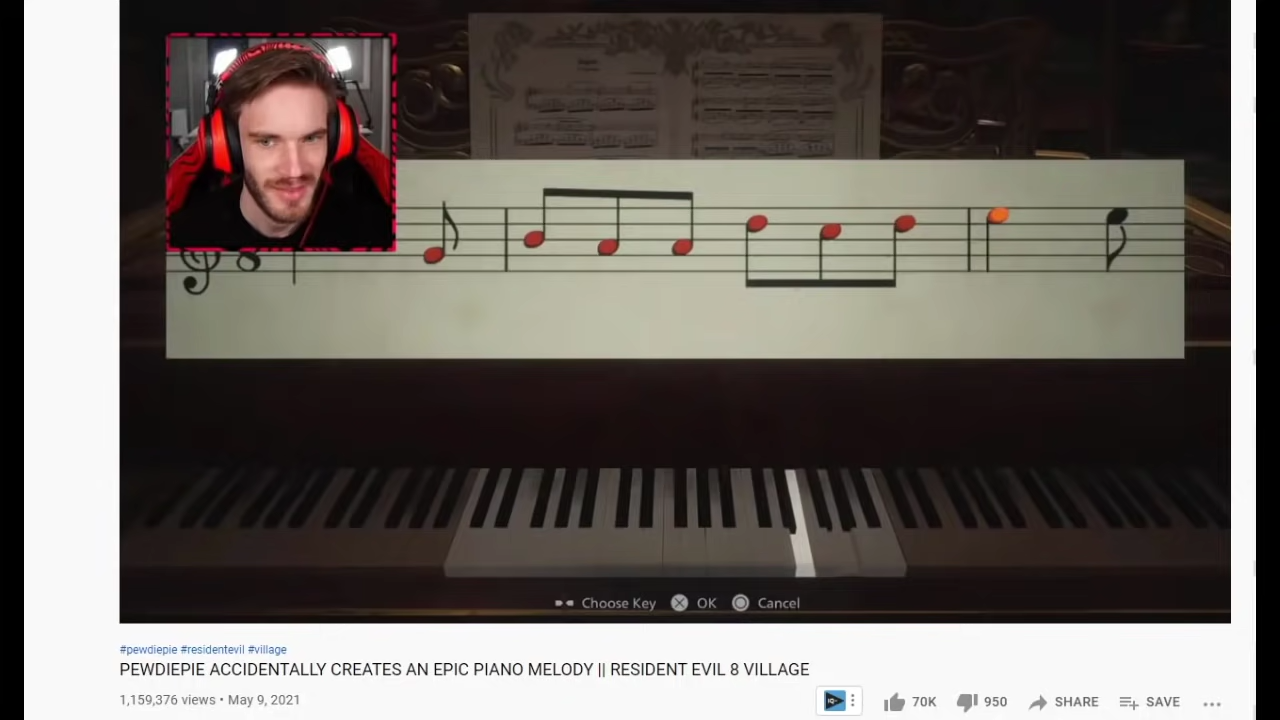 8
Choose Key OK Cancel
#pewdiepie #residentevil #village
PEWDIEPIE ACCIDENTALLY CREATES AN EPIC PIANO MELODY || RESIDENT EVIL 8 VILLAGE
1,159,376 views • May 9, 2021
70K 950 SHARE SAVE